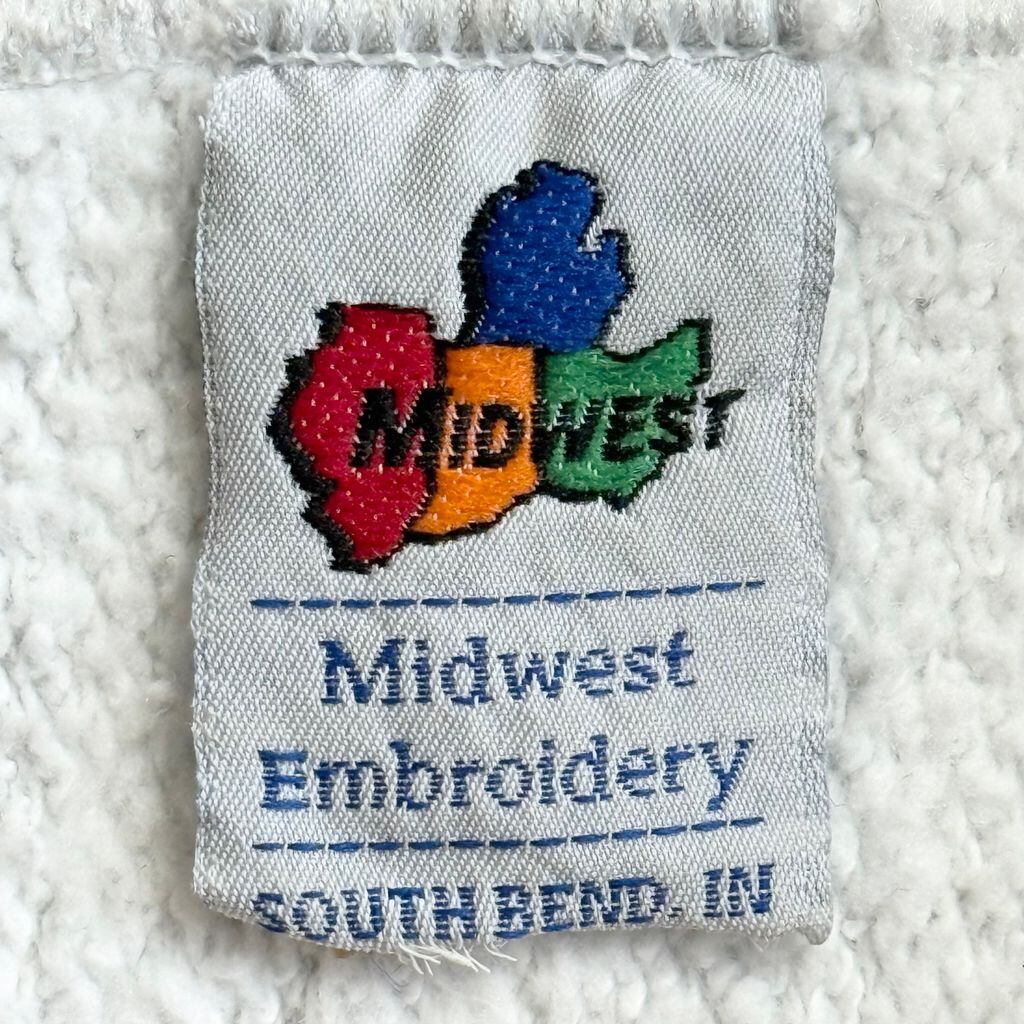 MIDWEST
Midwest
Embroidery
SOUTH BEND, IN